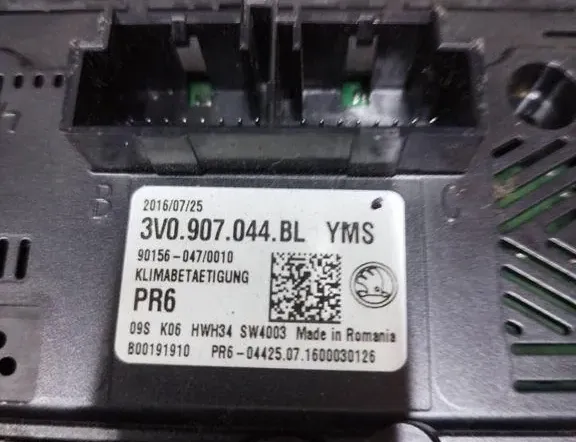 B
C
2016/07/25
3V0.907.044.BL YMS
90156-047/0010
KLIMABETAETIGUNG
PR6
09S K06 HWH34 SW4003 Made in Romania
B00191910 PR6-04425.07.1600030126